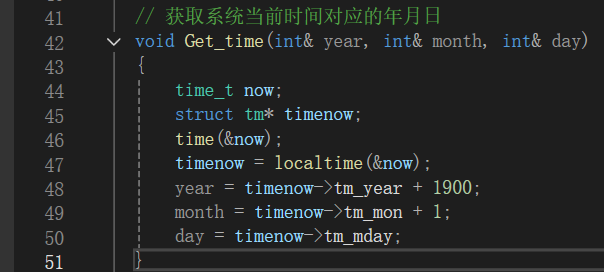 41 // 获取系统当前时间对应的年月日
42 void Get_time(int& year, int& month, int& day)
43 {
44 time_t now;
45 struct tm* timenow;
46 time(&now);
47 timenow = localtime(&now);
48 year = timenow->tm_year + 1900;
49 month = timenow->tm_mon + 1;
50 day = timenow->tm_mday;
51 }